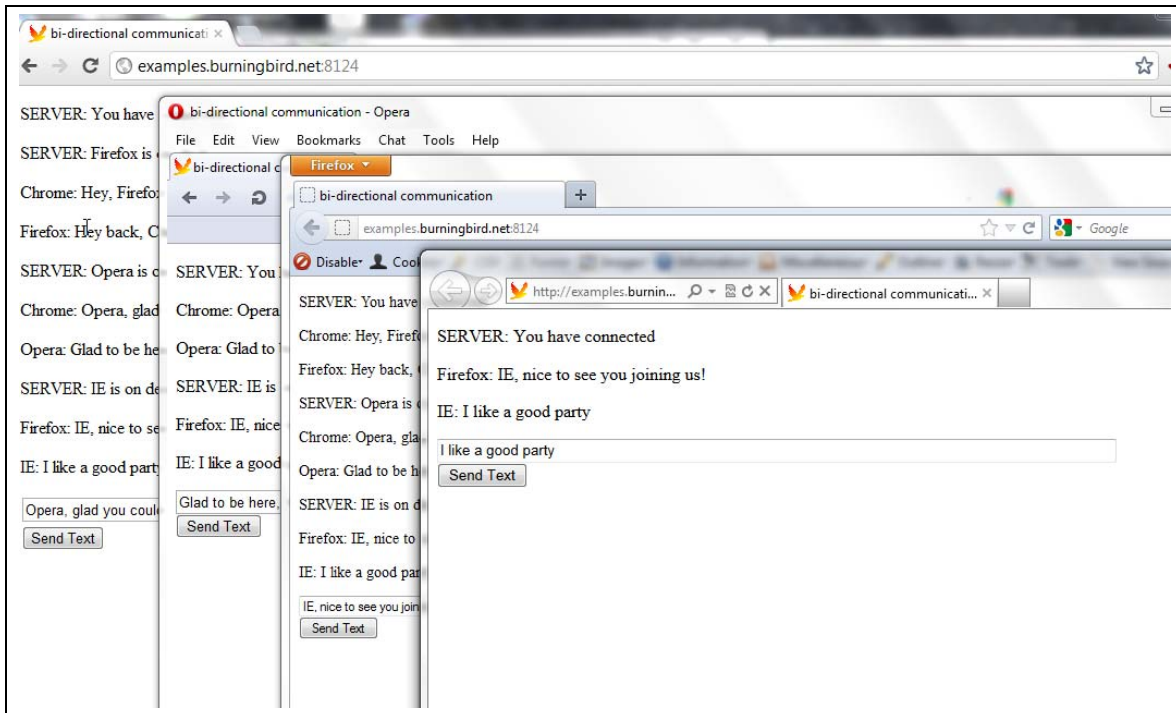 bi-directional communicati
examples.burningbird.net:8124
SERVER: You have
SERVER: Firefox is
Chrome: Hey, Firefo
Firefox: Hey back, C
SERVER: Opera is
Chrome: Opera, glad
Opera: Glad to be he
SERVER: IE is on de
Firefox: IE, nice to se
IE: I like a good party
Opera, glad you coul
Send Text
bi-directional communication - Opera
File Edit View Bookmarks Chat Tools Help
bi-directional c
SERVER: You
Chrome: Opera
Opera: Glad to
SERVER: IE is
Firefox: IE, nice
IE: I like a good
Glad to be here,
Send Text
Firefox
bi-directional communication
examples.burningbird.net:8124
Google
Disable Cook
SERVER: You have
Chrome: Hey, Firef
Firefox: Hey back,
SERVER: Opera is
Chrome: Opera, gla
Opera: Glad to be h
SERVER: IE is on d
Firefox: IE, nice to
IE: I like a good par
IE, nice to see you join
Send Text
http://examples.burnin...
bi-directional communicati...
SERVER: You have connected
Firefox: IE, nice to see you joining us!
IE: I like a good party
I like a good party
Send Text